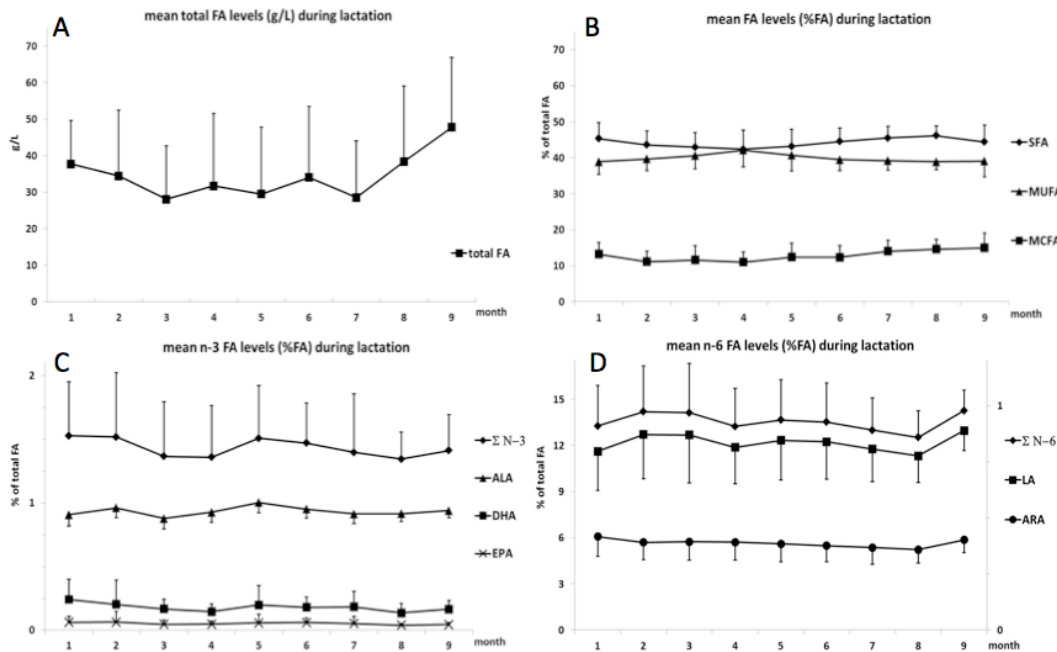 A
mean total FA levels (g/L) during lactation
70
60
50
40
30
20
10
0
g/L
total FA
1 2 3 4 5 6 7 8 9 month
B
mean FA levels (%FA) during lactation
70
60
50
40
30
20
10
0
% of total FA
SFA
MUFA
MCFA
1 2 3 4 5 6 7 8 9 month
C
mean n-3 FA levels (%FA) during lactation
2
1
0
% of total FA
Σ N-3
ALA
DHA
EPA
1 2 3 4 5 6 7 8 9 month
D
mean n-6 FA levels (%FA) during lactation
15
12
9
6
3
0
% of total FA
1
0
Σ N-6
LA
ARA
1 2 3 4 5 6 7 8 9 month